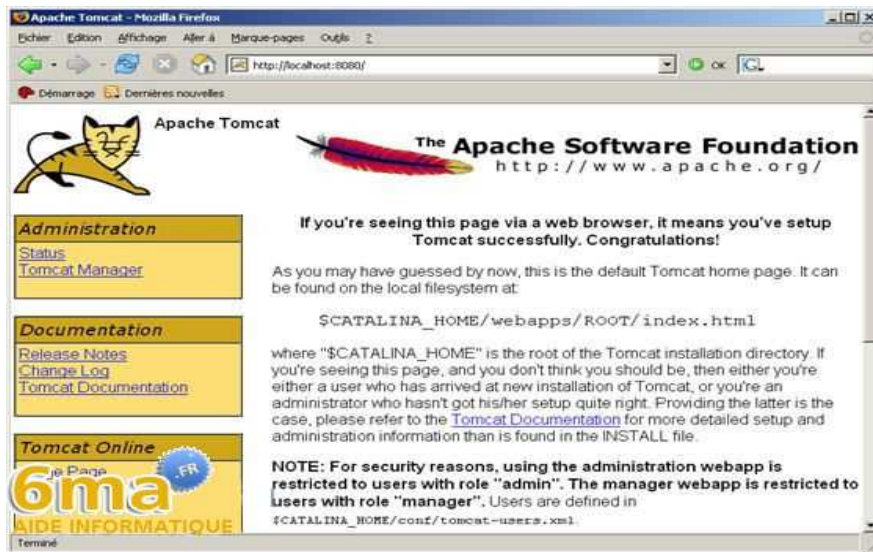 Apache Tomcat - Mozilla Firefox
Fichier Edition Affichage Aller à Marque-pages Outils ?
http://localhost:8080/ OK
Démarrage Dernières nouvelles
Apache Tomcat
The Apache Software Foundation
http://www.apache.org/
Administration
Status
Tomcat Manager
Documentation
Release Notes
Change Log
Tomcat Documentation
Tomcat Online
Page
If you're seeing this page via a web browser, it means you've setup
Tomcat successfully. Congratulations!
As you may have guessed by now, this is the default Tomcat home page. It can
be found on the local filesystem at:
$CATALINA_HOME/webapps/ROOT/index.html
where "$CATALINA_HOME" is the root of the Tomcat installation directory. If
you're seeing this page, and you don't think you should be, then either you're
either a user who has arrived at new installation of Tomcat, or you're an
administrator who hasn't got his/her setup quite right. Providing the latter is the
case, please refer to the Tomcat Documentation for more detailed setup and
administration information than is found in the INSTALL file.
NOTE: For security reasons, using the administration webapp is
restricted to users with role "admin". The manager webapp is restricted to
users with role "manager". Users are defined in
$CATALINA_HOME/conf/tomcat-users.xml.
6ma .FR
AIDE INFORMATIQUE
Terminé